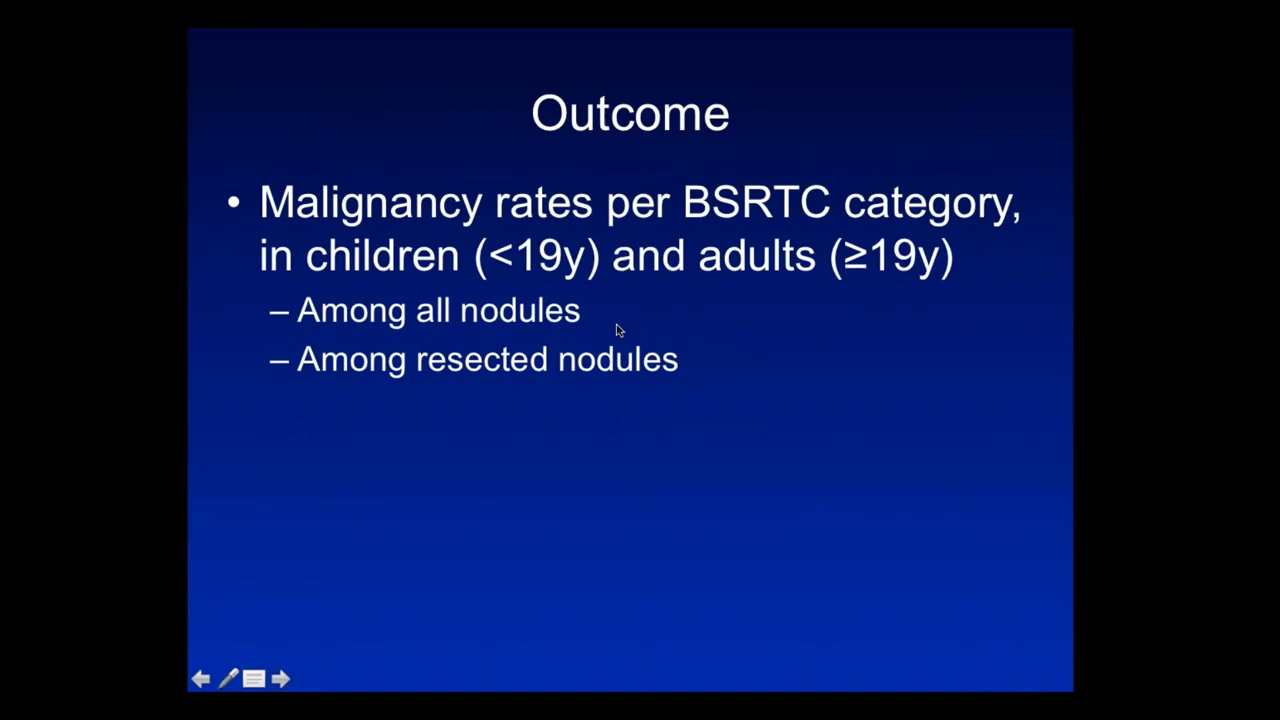 Outcome
• Malignancy rates per BSRTC category,
in children (<19y) and adults (≥19y)
– Among all nodules
– Among resected nodules